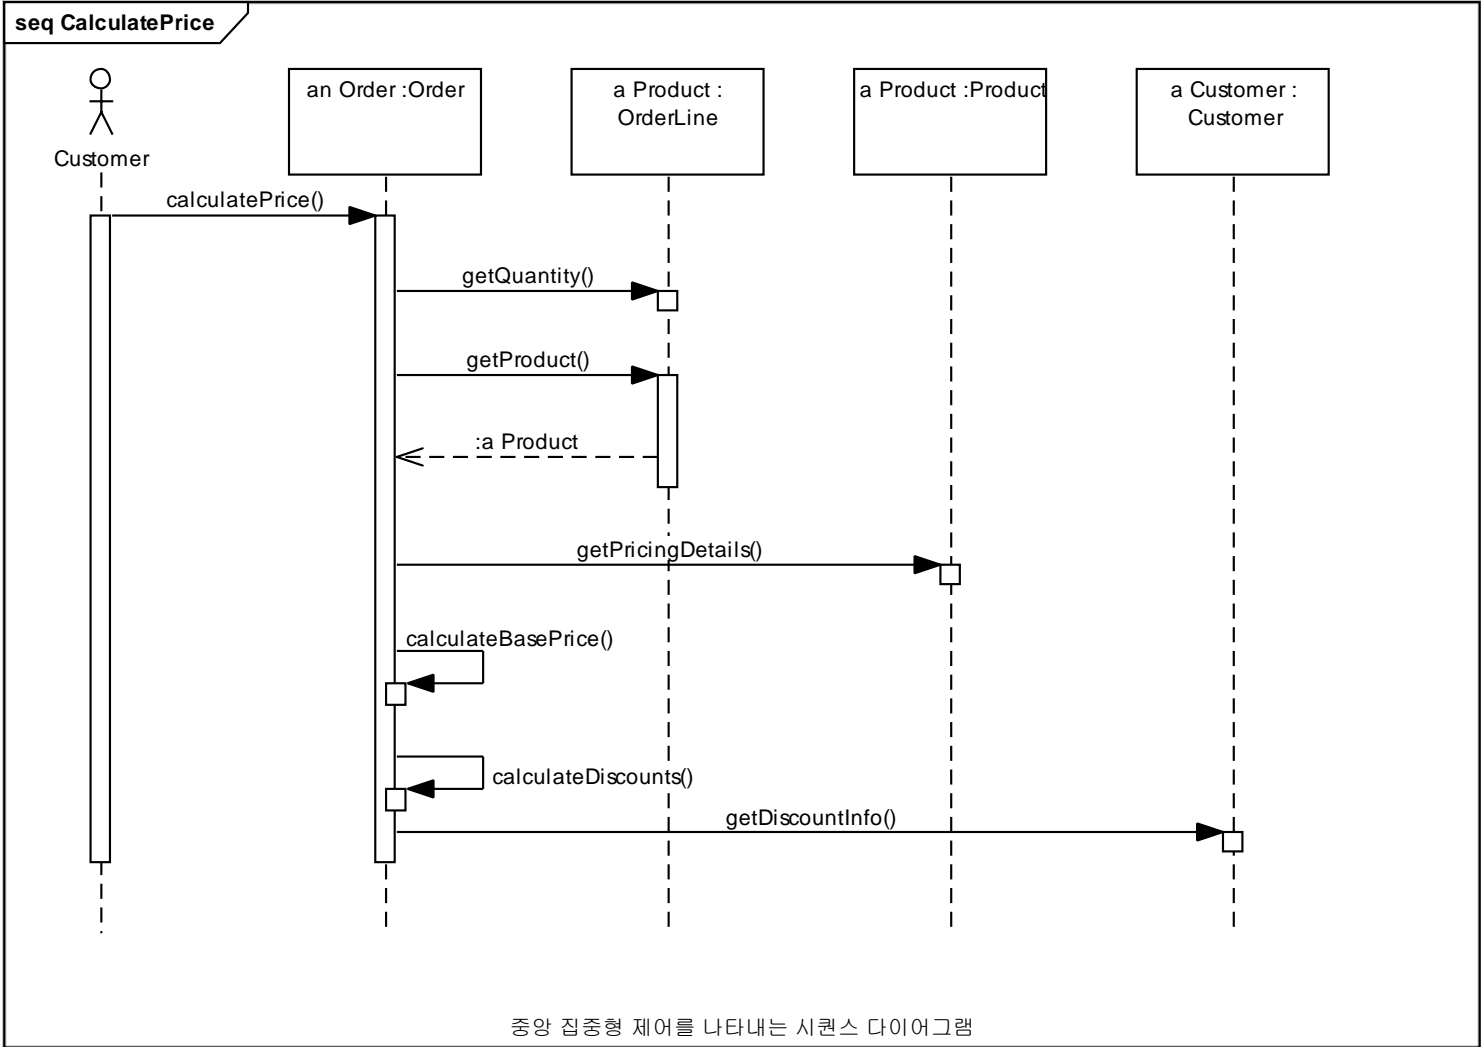 seq CalculatePrice
Customer
an Order :Order
a Product :
OrderLine
a Product :Product
a Customer :
Customer
calculatePrice()
getQuantity()
getProduct()
:a Product
getPricingDetails()
calculateBasePrice()
calculateDiscounts()
getDiscountInfo()
중앙 집중형 제어를 나타내는 시퀀스 다이어그램